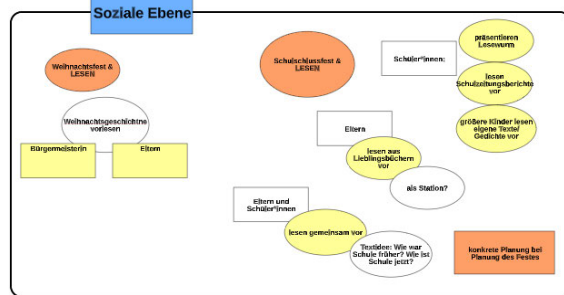 Soziale Ebene
Weihnachtsfest &
LESEN
Weihnachtsgeschichtne
vorlesen
Bürgermeisterin
Eltern
Schulschlussfest &
LESEN
Schüler*innen:
präsentieren
Lesewurm
lesen
Schulzeitungsberichte
vor
größere Kinder lesen
eigene Texte/
Gedichte vor
Eltern
lesen aus
Lieblingsbüchern
vor
als Station?
Eltern und
Schüler*innen
lesen gemeinsam vor
Textidee: Wie war
Schule früher? Wie ist
Schule jetzt?
konkrete Planung bei
Planung des Festes